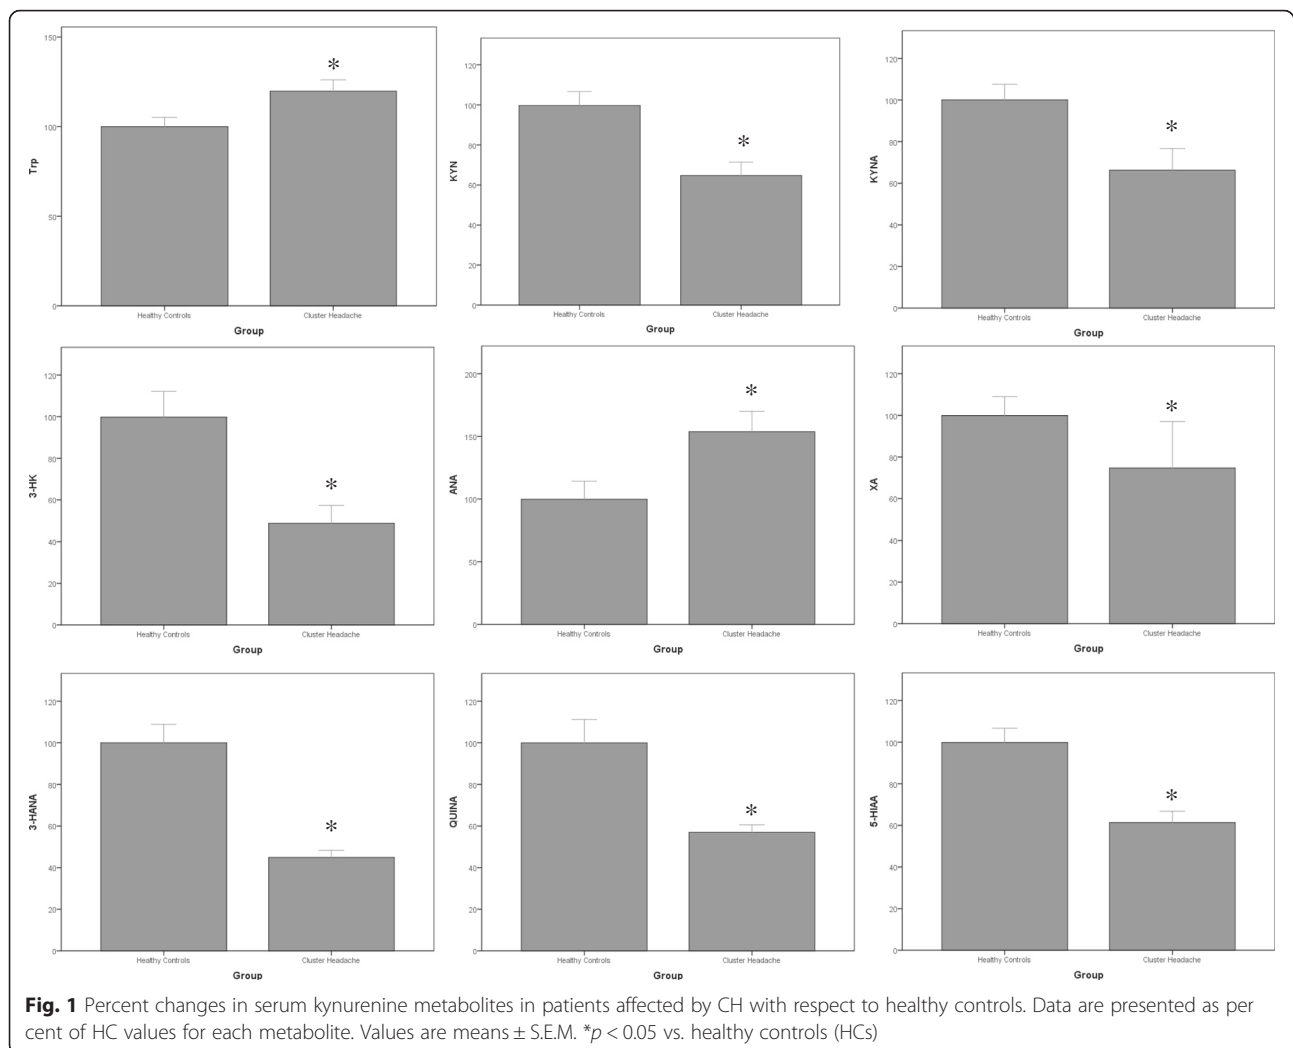 150
100
50
0
Trp
*
Healthy Controls Cluster Headache
Group
120
100
80
60
40
20
0
KYN
*
Healthy Controls Cluster Headache
Group
120
100
80
60
40
20
0
KYNA
*
Healthy Controls Cluster Headache
Group
120
100
80
60
40
20
0
3-HK
*
Healthy Controls Cluster Headache
Group
200
150
100
50
0
ANA
*
Healthy Controls Cluster Headache
Group
120
100
80
60
40
20
0
XA
*
Healthy Controls Cluster Headache
Group
120
100
80
60
40
20
0
3-HANA
*
Healthy Controls Cluster Headache
Group
120
100
80
60
40
20
0
QUINA
*
Healthy Controls Cluster Headache
Group
120
100
80
60
40
20
0
5-HIAA
*
Healthy Controls Cluster Headache
Group
Fig. 1 Percent changes in serum kynurenine metabolites in patients affected by CH with respect to healthy controls. Data are presented as per
cent of HC values for each metabolite. Values are means ± S.E.M. *p < 0.05 vs. healthy controls (HCs)